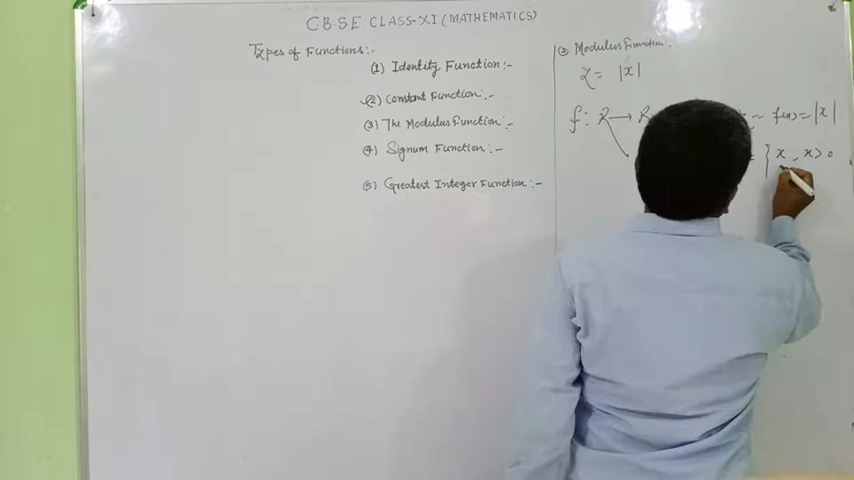 CBSE CLASS-XI (MATHEMATICS)
Types of Functions:-
(1) Identity Function:-
(2) Constant Function:-
(3) The Modulus Function:-
(4) Signum Function:-
(5) Greatest Integer Function:-
(3) Modulus Function:-
y = |x|
f: R → R
f(x) = |x|
{ x, x > 0